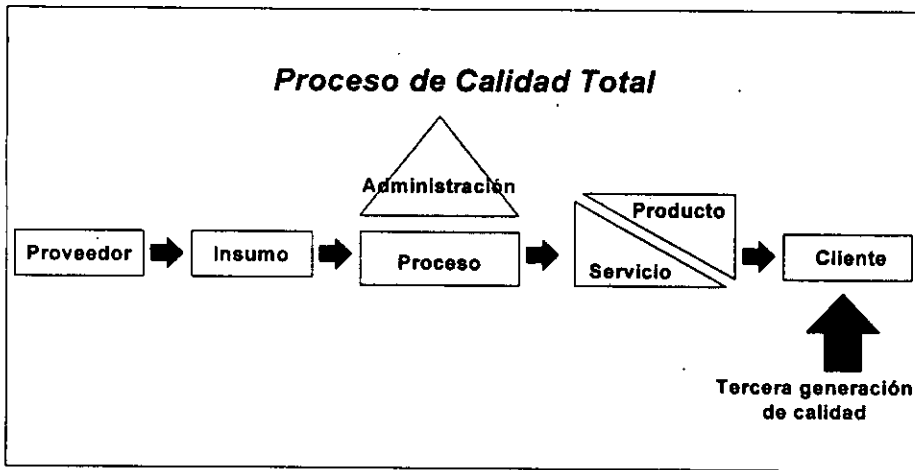 Proceso de Calidad Total
Administración
Proveedor
Insumo
Proceso
Producto
Servicio
Cliente
Tercera generación
de calidad